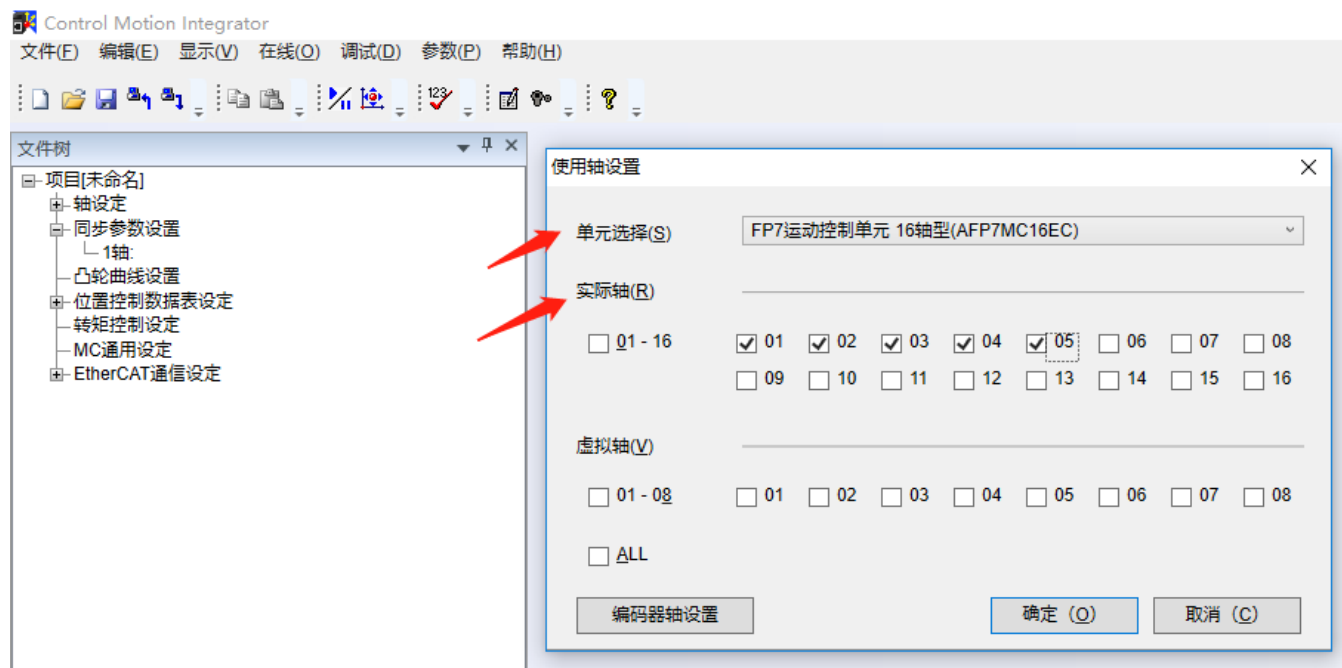 Control Motion Integrator
文件(F) 编辑(E) 显示(V) 在线(O) 调试(D) 参数(P) 帮助(H)
123
文件树
项目[未命名]
轴设定
同步参数设置
1轴:
凸轮曲线设置
位置控制数据表设定
转矩控制设定
MC通用设定
EtherCAT通信设定
使用轴设置
单元选择(S) FP7运动控制单元 16轴型(AFP7MC16EC)
实际轴(R)
01 - 16 01 02 03 04 05 06 07 08
09 10 11 12 13 14 15 16
虚拟轴(V)
01 - 08 01 02 03 04 05 06 07 08
ALL
编码器轴设置 确定（O） 取消（C）